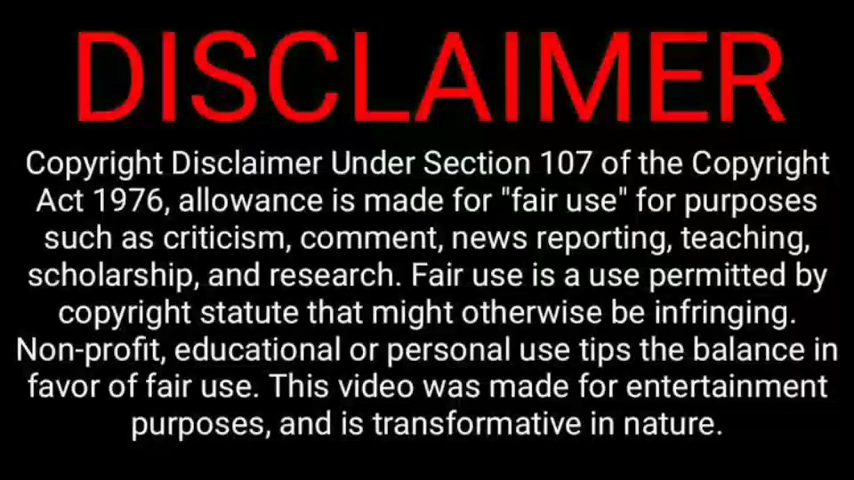 DISCLAIMER
Copyright Disclaimer Under Section 107 of the Copyright
Act 1976, allowance is made for "fair use" for purposes
such as criticism, comment, news reporting, teaching,
scholarship, and research. Fair use is a use permitted by
copyright statute that might otherwise be infringing.
Non-profit, educational or personal use tips the balance in
favor of fair use. This video was made for entertainment
purposes, and is transformative in nature.